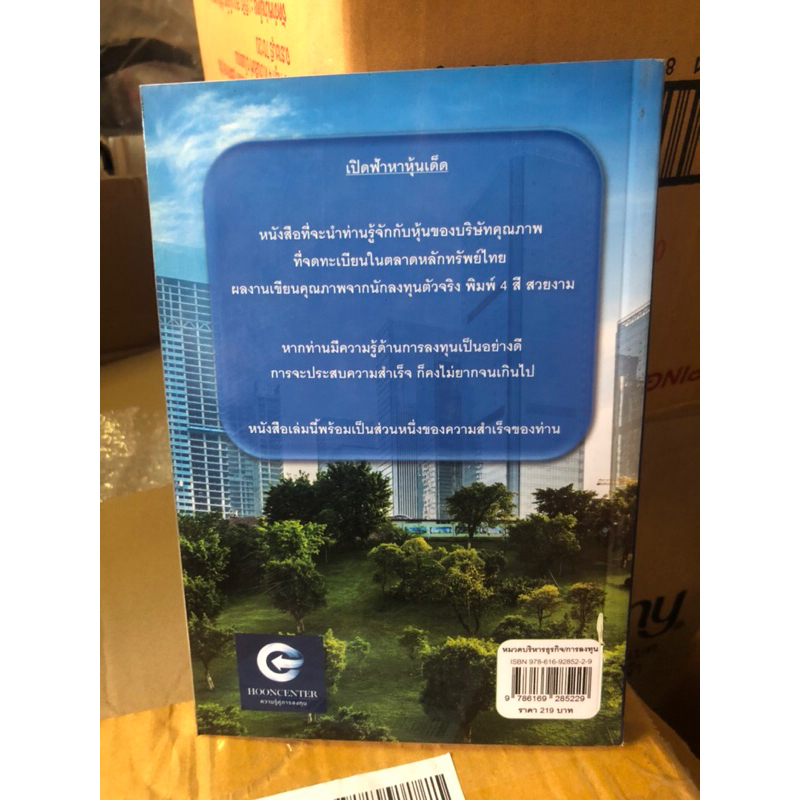 เปิดฟ้าหาหุ้นเด็ด
หนังสือที่จะนำท่านรู้จักกับหุ้นของบริษัทคุณภาพ
ที่จดทะเบียนในตลาดหลักทรัพย์ไทย
ผลงานเขียนคุณภาพจากนักลงทุนตัวจริง พิมพ์ 4 สี สวยงาม
หากท่านมีความรู้ด้านการลงทุนเป็นอย่างดี
การจะประสบความสำเร็จ ก็คงไม่ยากจนเกินไป
หนังสือเล่มนี้พร้อมเป็นส่วนหนึ่งของความสำเร็จของท่าน
HOONCENTER
ความรู้คู่การลงทุน
หมวดบริหารธุรกิจ/การลงทุน
ISBN 978-616-92852-2-9
9 786169 285229
ราคา 219 บาท